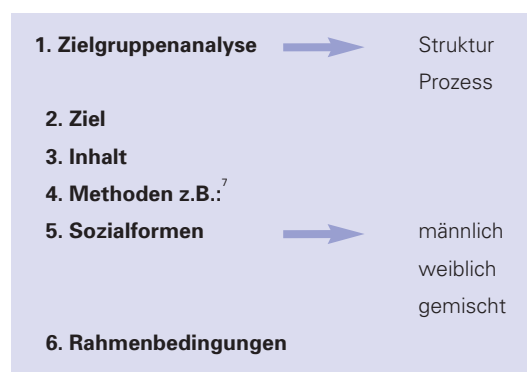 1. Zielgruppenanalyse Struktur
Prozess
2. Ziel
3. Inhalt
4. Methoden z.B.:7
5. Sozialformen männlich
weiblich
gemischt
6. Rahmenbedingungen